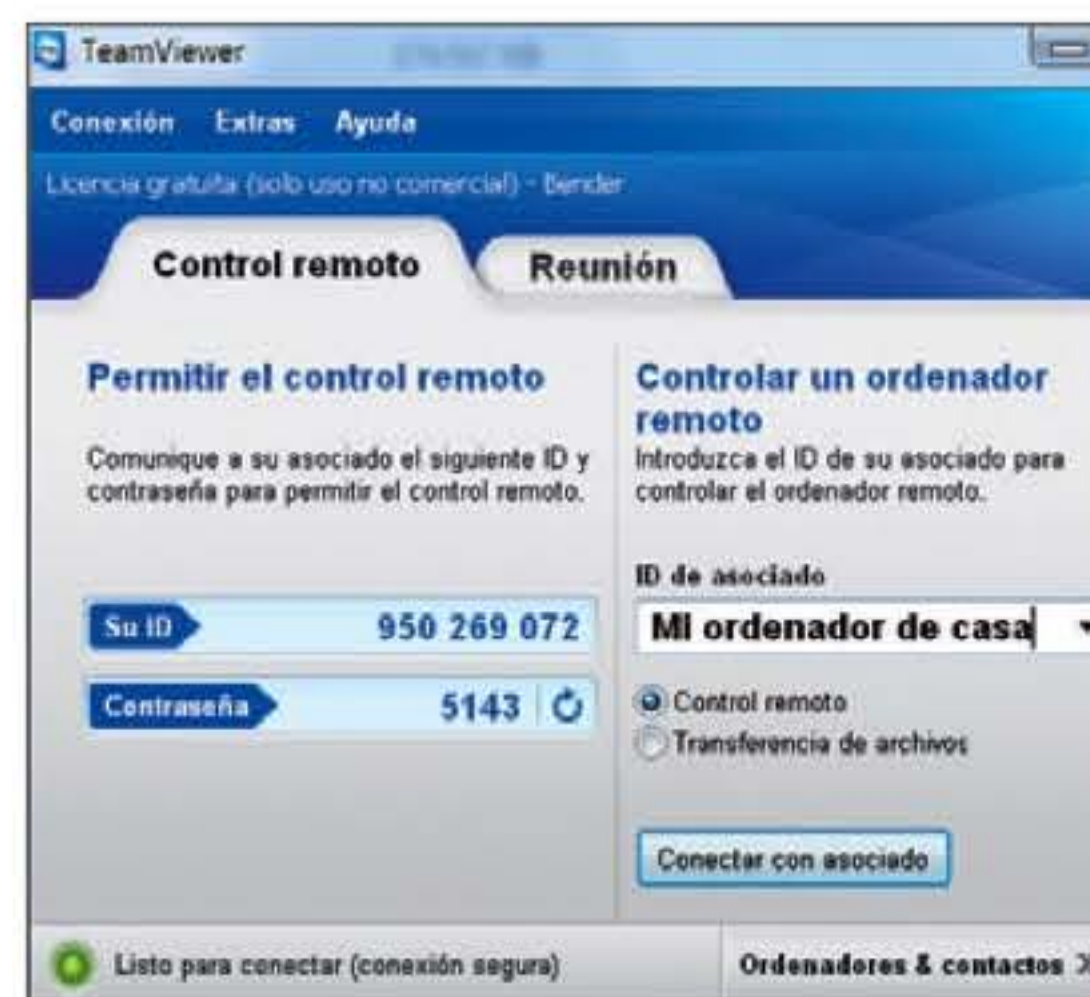 TeamViewer
Conexión Extras Ayuda
Licencia gratuita (solo uso no comercial) - Bender
Control remoto Reunión
Permitir el control remoto
Comunique a su asociado el siguiente ID y
contraseña para permitir el control remoto.
Su ID 950 269 072
Contraseña 5143
Controlar un ordenador
remoto
Introduzca el ID de su asociado para
controlar el ordenador remoto.
ID de asociado
Mi ordenador de casa
Control remoto
Transferencia de archivos
Conectar con asociado
Listo para conectar (conexión segura)
Ordenadores & contactos